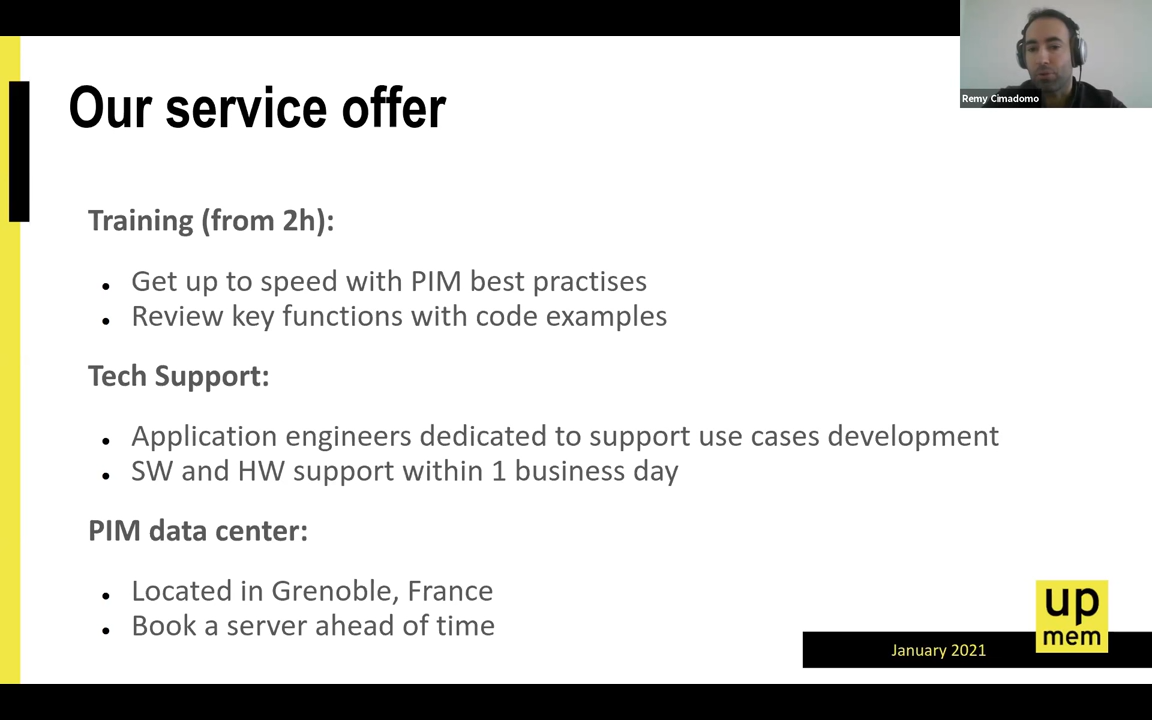 Remy Cimadomo
Our service offer
Training (from 2h):
• Get up to speed with PIM best practises
• Review key functions with code examples
Tech Support:
• Application engineers dedicated to support use cases development
• SW and HW support within 1 business day
PIM data center:
• Located in Grenoble, France
• Book a server ahead of time
January 2021
up
mem